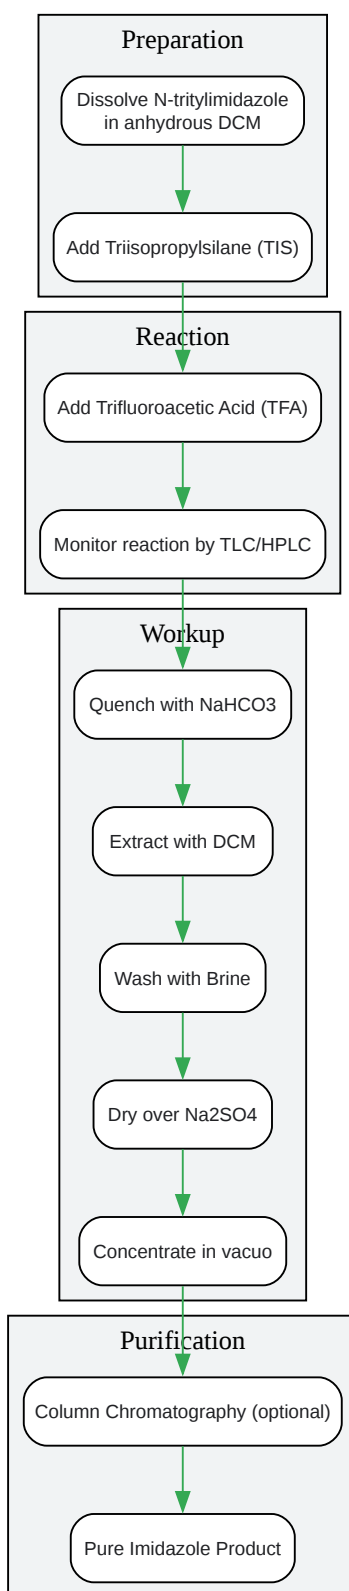 Preparation
Dissolve N-tritylimidazole
in anhydrous DCM
Add Triisopropylsilane (TIS)
Reaction
Add Trifluoroacetic Acid (TFA)
Monitor reaction by TLC/HPLC
Workup
Quench with NaHCO3
Extract with DCM
Wash with Brine
Dry over Na2SO4
Concentrate in vacuo
Purification
Column Chromatography (optional)
Pure Imidazole Product